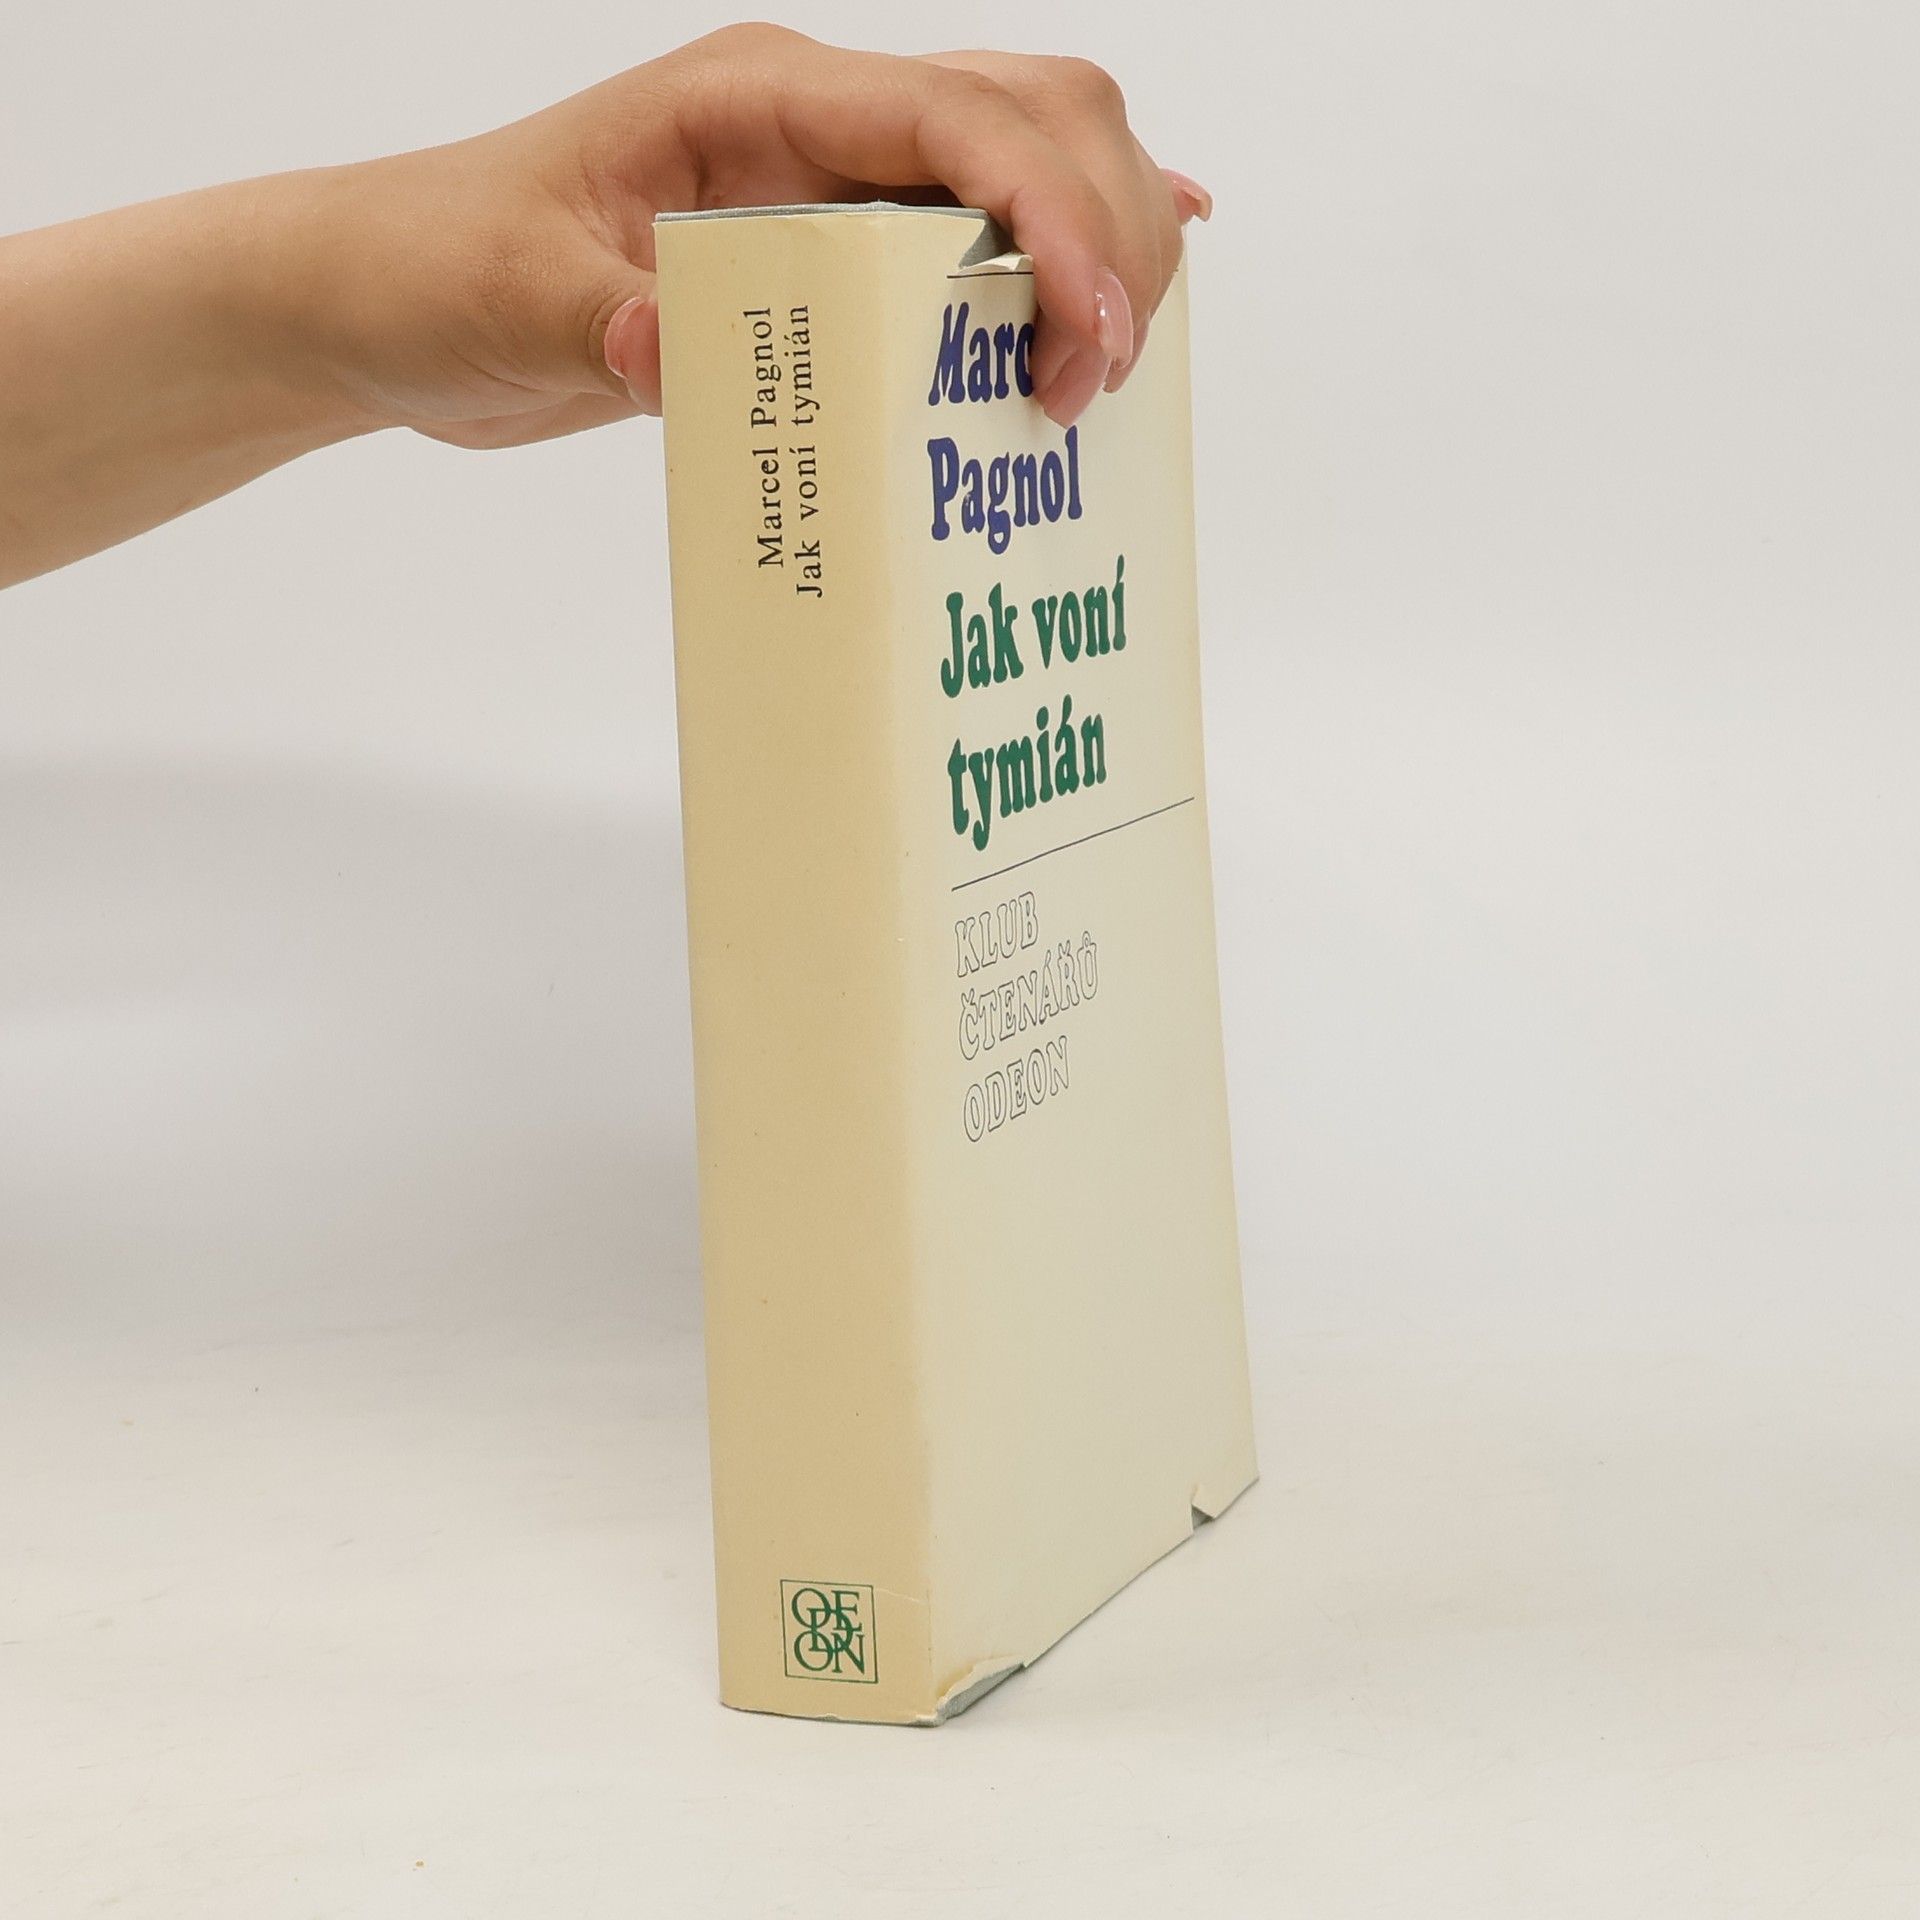 Marcel Pagnol
Jak voní tymián
Marc
Pagnol
Jak voní
tymián
KLUB
ČTENÁŘŮ
ODEON
ODEON